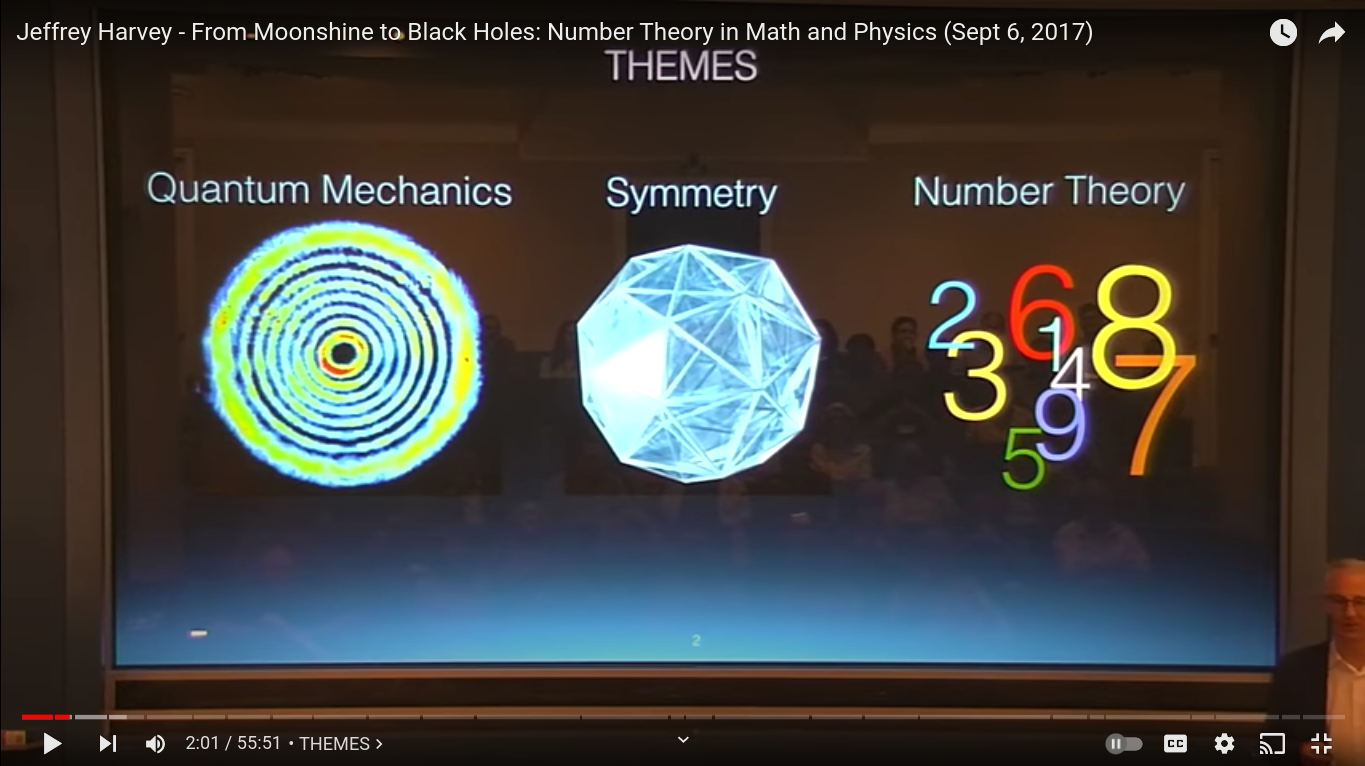 Jeffrey Harvey - From Moonshine to Black Holes: Number Theory in Math and Physics (Sept 6, 2017)
THEMES
Quantum Mechanics
Symmetry
Number Theory
2 6 8
3 1 4 7
9
5
2
2:01 / 55:51 • THEMES >
CC